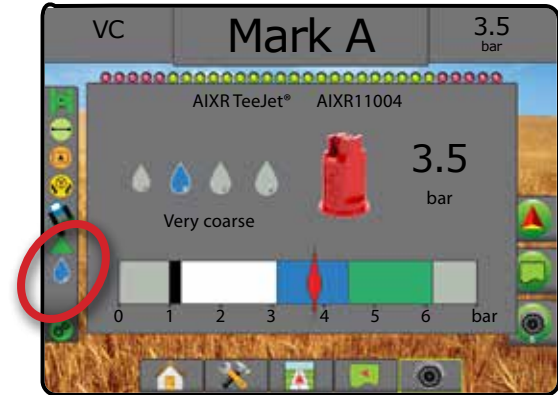 VC
Mark A
3.5
bar
AIXR TeeJet® AIXR11004
3.5
bar
Very coarse
0 1 2 3 4 5 6 bar